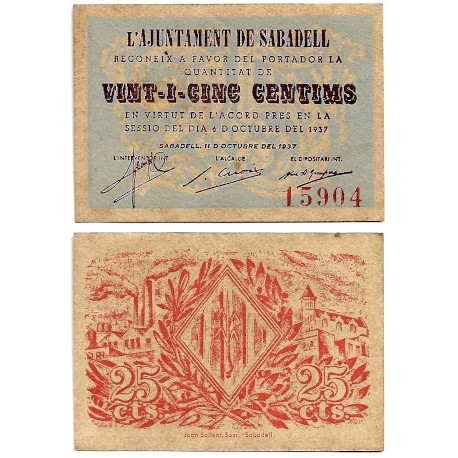 L'AJUNTAMENT DE SABADELL
RECONEIX A FAVOR DEL PORTADOR LA
QUANTITAT DE
VINT-I-CINC CENTIMS
EN VIRTUT DE L'ACORD PRES EN LA
SESSIO DEL DIA 6 D'OCTUBRE DEL 1937
SABADELL, 11 D'OCTUBRE DEL 1937
L'INTERVENTOR INT. L'ALCALDE, EL DIPOSITARI INT.
15904
25 25
cts. cts.
Joan Sallent, Sucr. - Sabadell